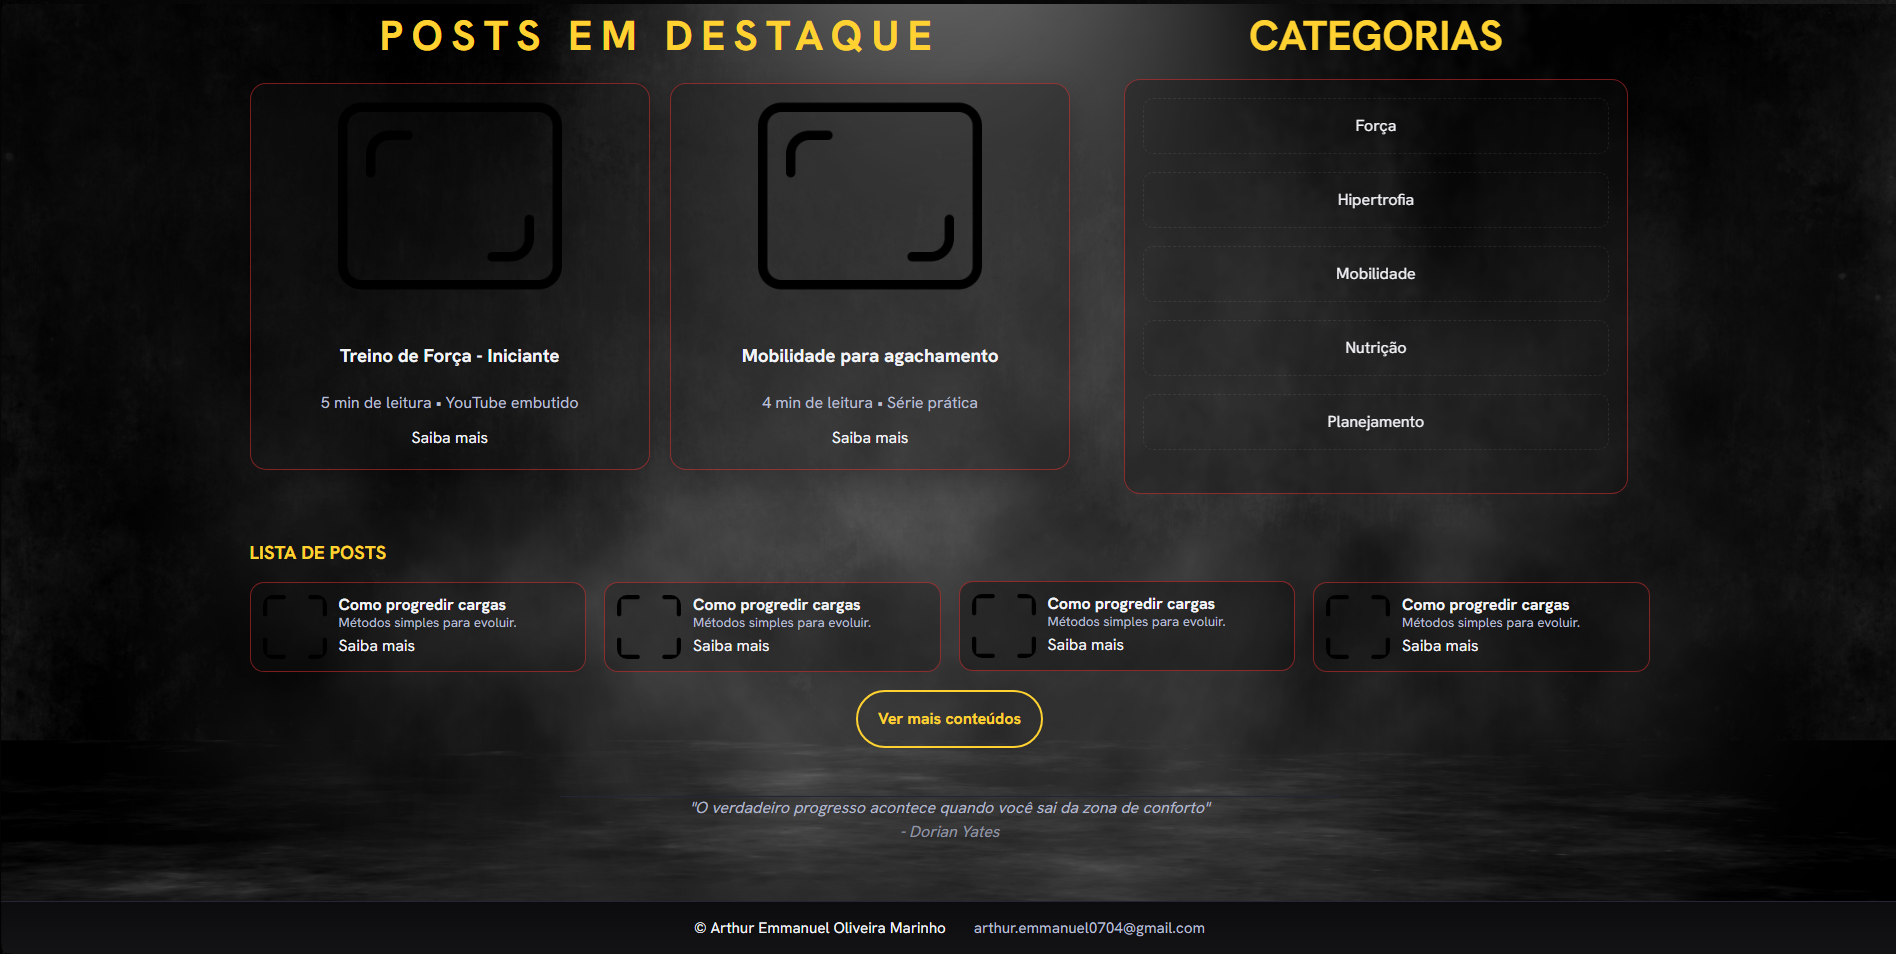 POSTS EM DESTAQUE
CATEGORIAS
Treino de Força - Iniciante
5 min de leitura • YouTube embutido
Saiba mais
Mobilidade para agachamento
4 min de leitura • Série prática
Saiba mais
Força
Hipertrofia
Mobilidade
Nutrição
Planejamento
LISTA DE POSTS
Como progredir cargas
Métodos simples para evoluir.
Saiba mais
Como progredir cargas
Métodos simples para evoluir.
Saiba mais
Como progredir cargas
Métodos simples para evoluir.
Saiba mais
Como progredir cargas
Métodos simples para evoluir.
Saiba mais
Ver mais conteúdos
"O verdadeiro progresso acontece quando você sai da zona de conforto"
- Dorian Yates
© Arthur Emmanuel Oliveira Marinho arthur.emmanuel0704@gmail.com